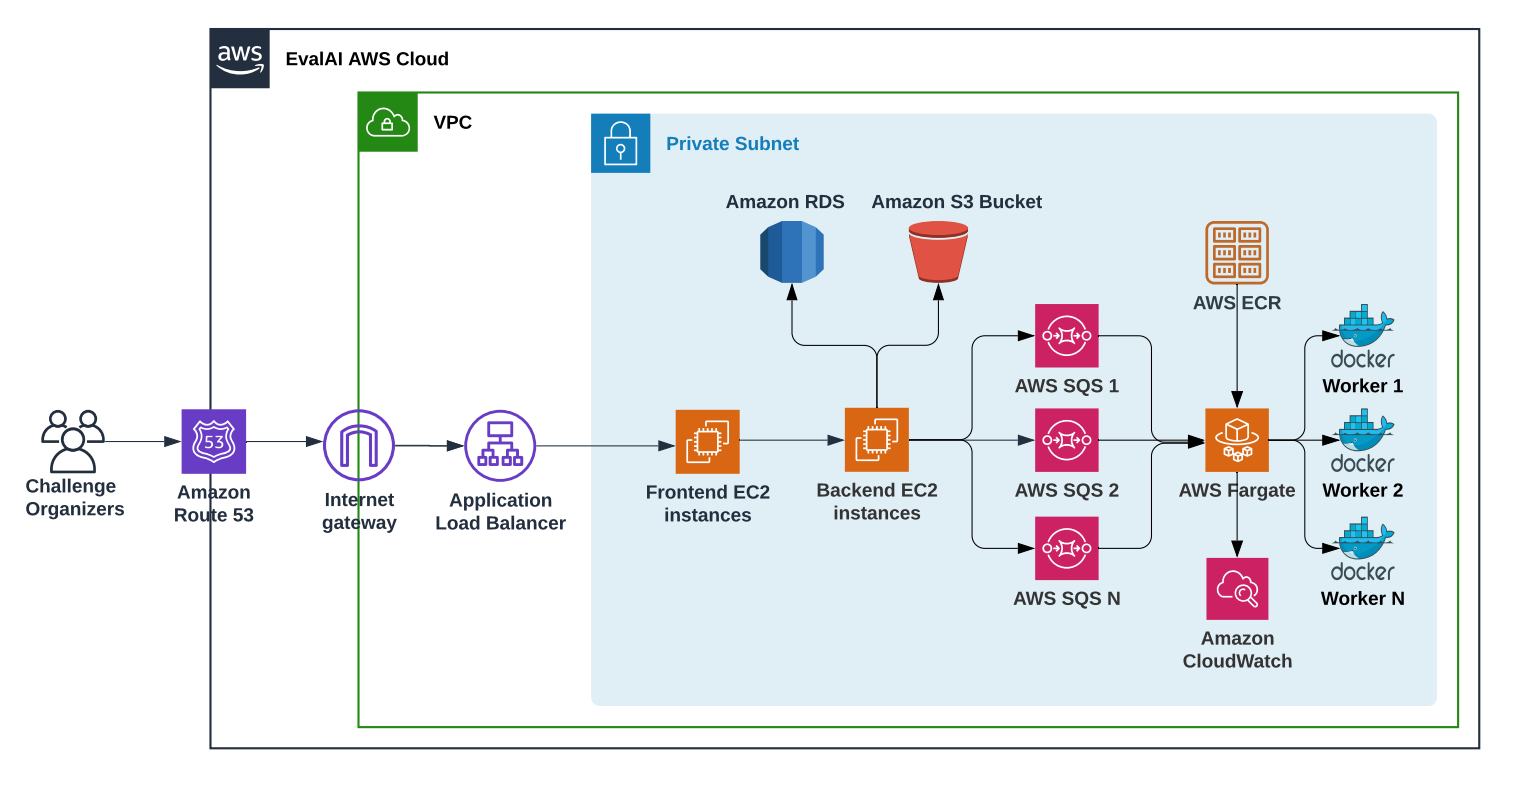 aws
EvalAI AWS Cloud
VPC
Private Subnet
Amazon RDS
Amazon S3 Bucket
AWS ECR
docker
Worker 1
AWS SQS 1
53
Challenge
Organizers
Amazon
Route 53
Internet
gateway
Application
Load Balancer
Frontend EC2
instances
Backend EC2
instances
AWS SQS 2
AWS Fargate
docker
Worker 2
AWS SQS N
docker
Worker N
Amazon
CloudWatch